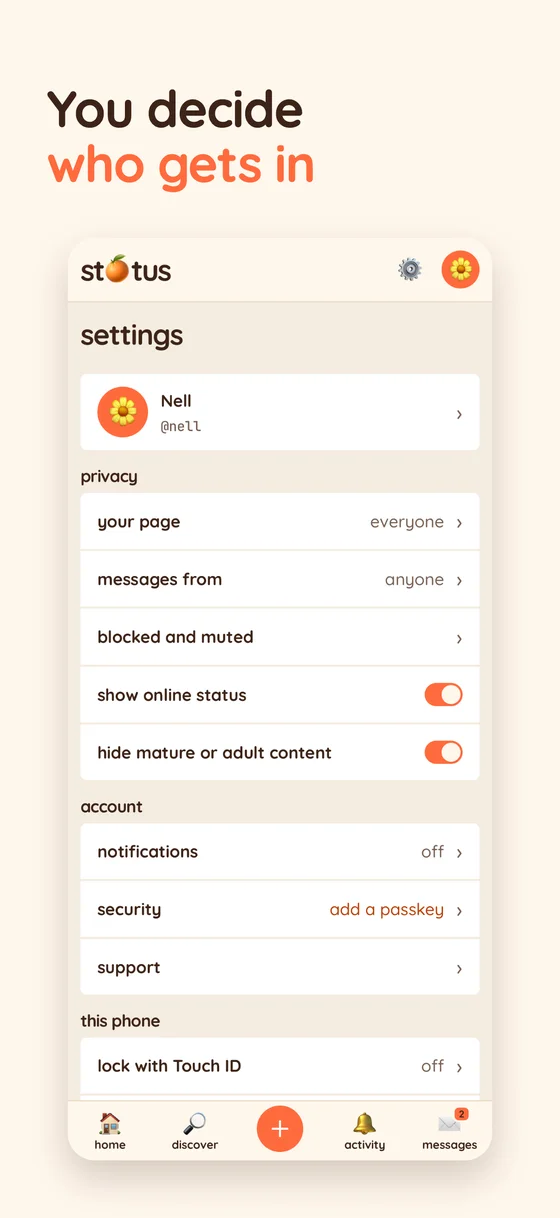 You decide
who gets in
st🍊tus
settings
Nell
@nell
privacy
your page everyone
messages from anyone
blocked and muted
show online status
hide mature or adult content
account
notifications off
security add a passkey
support
this phone
lock with Touch ID off
2
home discover activity messages